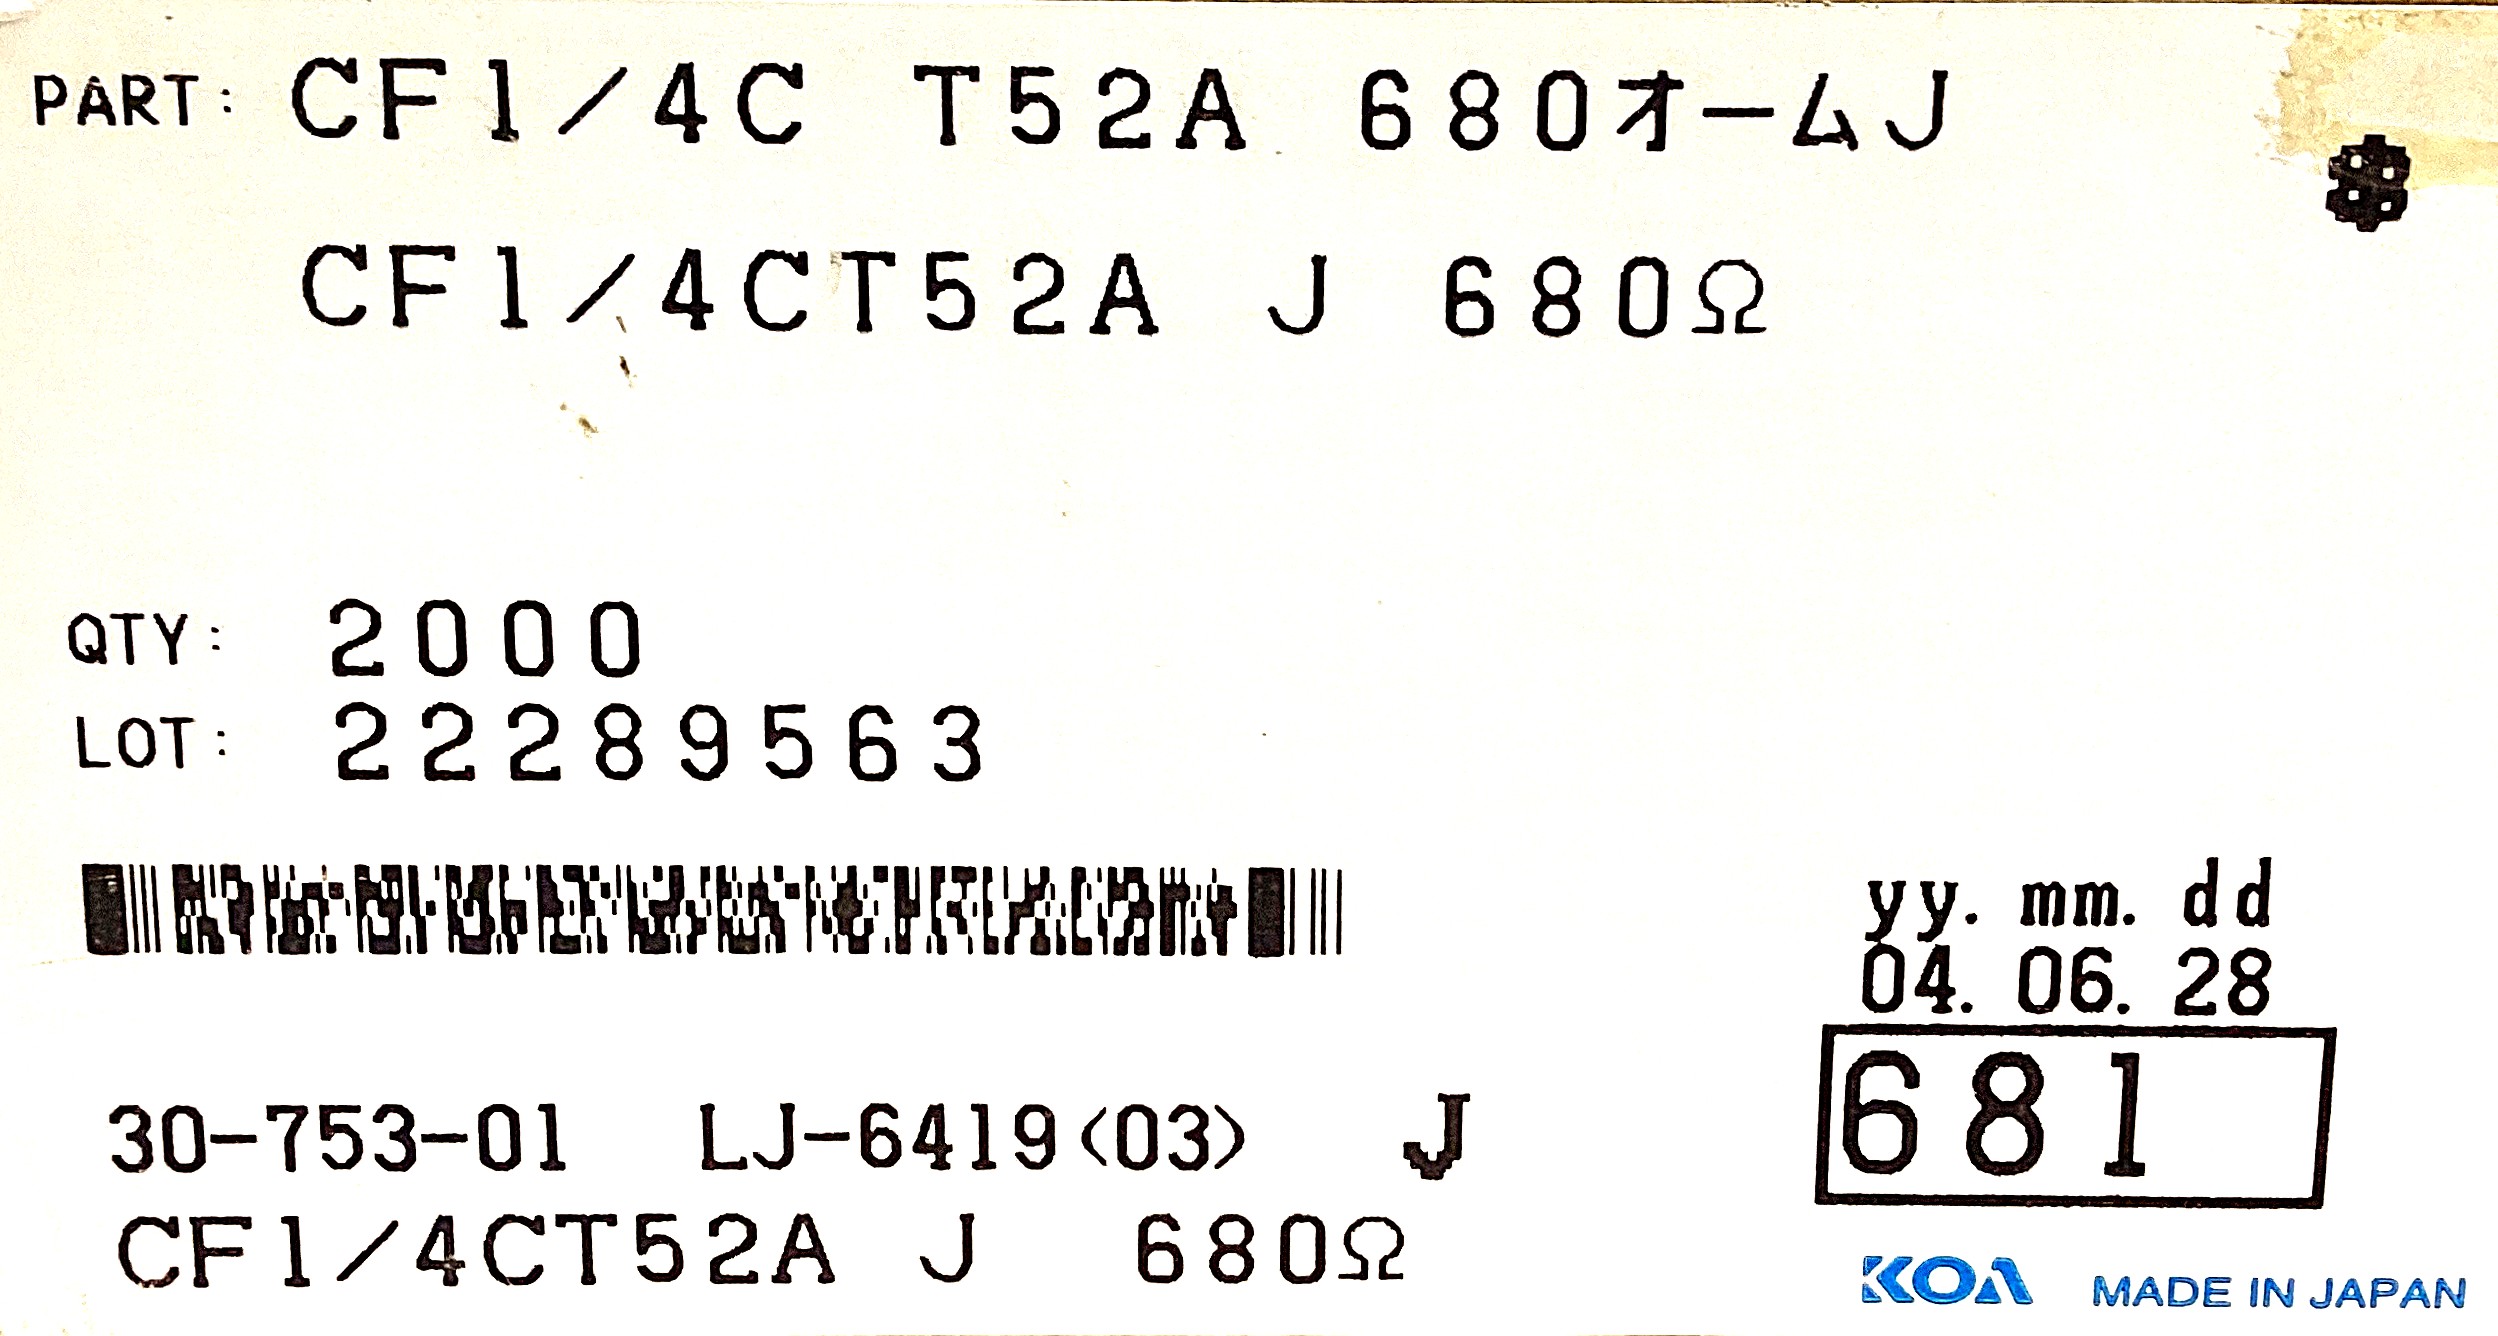 PART: CF1/4C T52A 680オームJ
CF1/4CT52A J 680Ω
QTY: 2000
LOT: 22289563
yy. mm. dd
04. 06. 28
681
30-753-01 LJ-6419(03) J
CF1/4CT52A J 680Ω
KOA MADE IN JAPAN